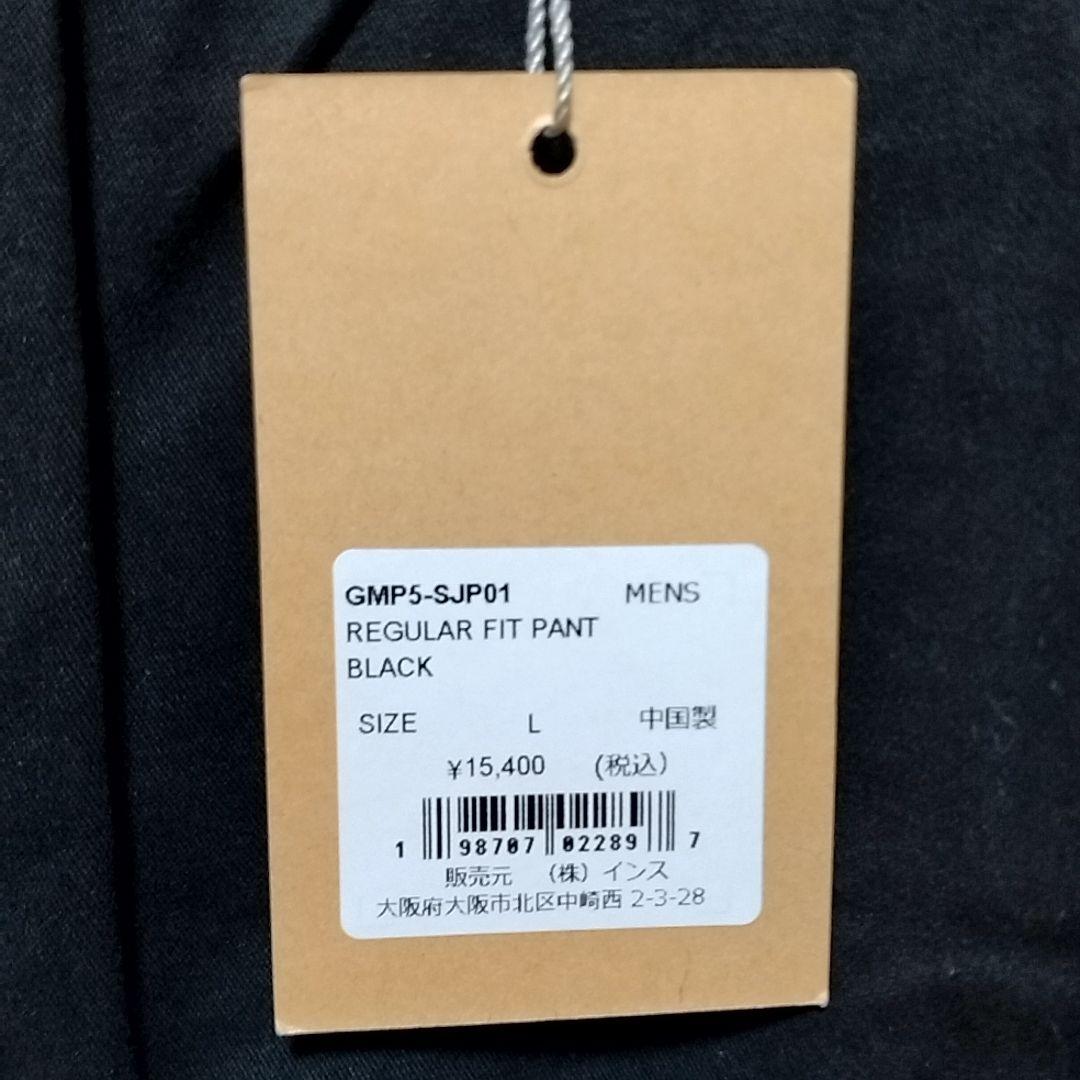 GMP5-SJP01 MENS
REGULAR FIT PANT
BLACK
SIZE L 中国製
¥15,400 (税込)
1 98707 02289 7
販売元 (株) インス
大阪府大阪市北区中崎西 2-3-28